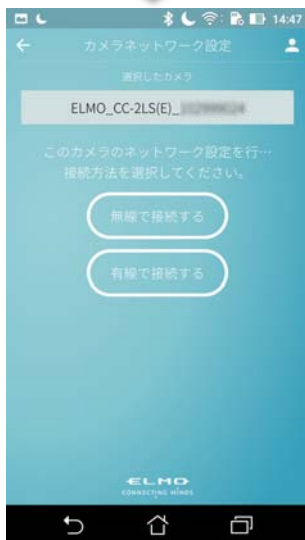 14:47
カメラネットワーク設定
選択したカメラ
ELMO_CC-2LS(E)_
このカメラのネットワーク設定を行…
接続方法を選択してください。
無線で接続する
有線で接続する
ELMO
CONNECTING MINDS